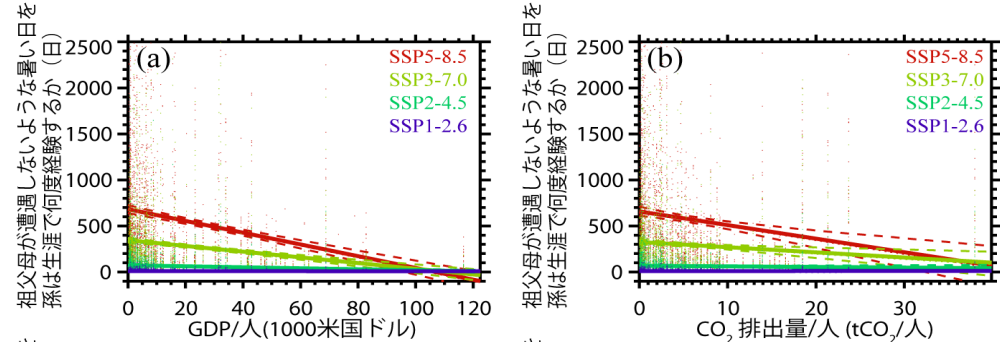 祖父母が遭遇しないような暑い日を
孫は生涯で何度経験するか（日）
(a)
SSP5-8.5
SSP3-7.0
SSP2-4.5
SSP1-2.6
2500
2000
1500
1000
500
0
0 20 40 60 80 100 120
GDP/人(1000米国ドル)
祖父母が遭遇しないような暑い日を
孫は生涯で何度経験するか（日）
(b)
SSP5-8.5
SSP3-7.0
SSP2-4.5
SSP1-2.6
2500
2000
1500
1000
500
0
0 10 20 30
CO2 排出量/人 (tCO2/人)